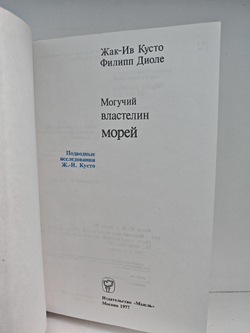 Жак-Ив Кусто
Филипп Диоле
Могучий
властелин
морей
Подводные
исследования
Ж.-И. Кусто
Издательство «Мысль»
Москва 1977